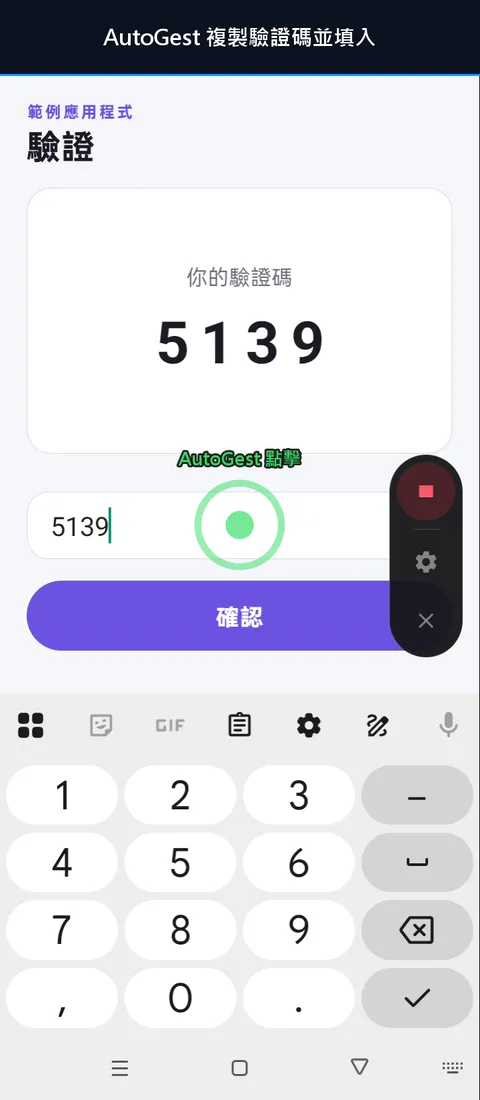 AutoGest 複製驗證碼並填入
範例應用程式
驗證
你的驗證碼
5139
AutoGest 點擊
5139
確認
GIF
1 2 3 –
4 5 6
7 8 9
, 0 .